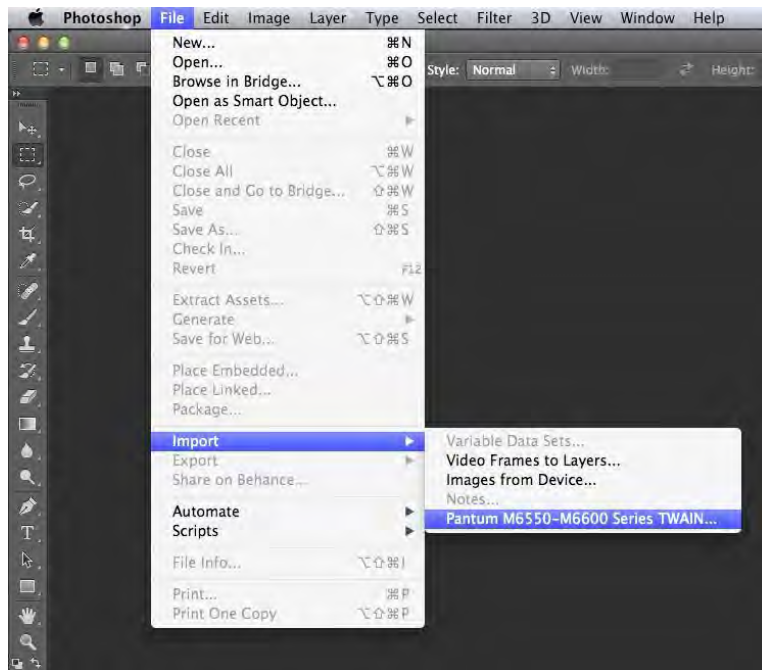 Photoshop File Edit Image Layer Type Select Filter 3D View Window Help
Style: Normal Width: Height:
New... ⌘N
Open... ⌘O
Browse in Bridge... ⌥⌘O
Open as Smart Object...
Open Recent
Close ⌘W
Close All ⌥⌘W
Close and Go to Bridge... ⇧⌘W
Save ⌘S
Save As... ⇧⌘S
Check In...
Revert F12
Extract Assets... ⌥⇧⌘W
Generate
Save for Web... ⌥⇧⌘S
Place Embedded...
Place Linked...
Package...
Import
Export
Share on Behance...
Automate
Scripts
File Info... ⌥⇧⌘I
Print... ⌘P
Print One Copy ⌥⇧⌘P
Variable Data Sets...
Video Frames to Layers...
Images from Device...
Notes...
Pantum M6550-M6600 Series TWAIN...